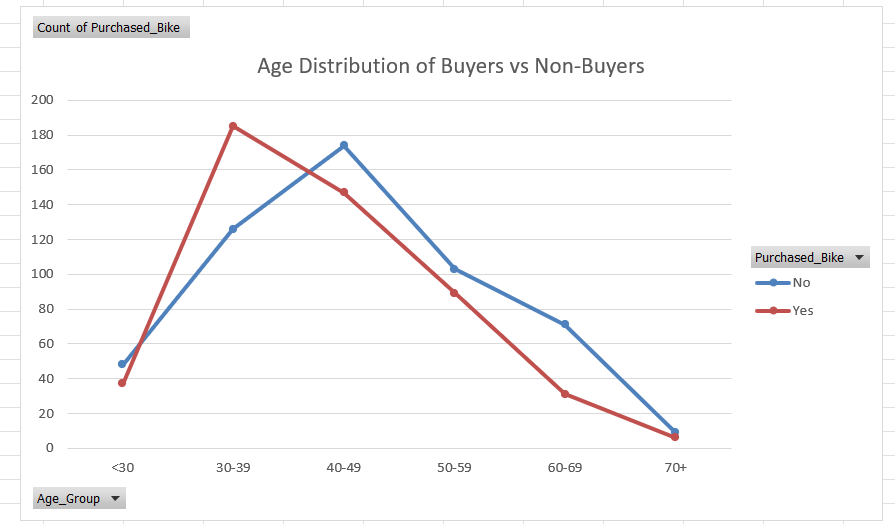 Count of Purchased_Bike
Age Distribution of Buyers vs Non-Buyers
200
180
160
140
120
100
80
60
40
20
0
<30
30-39
40-49
50-59
60-69
70+
Purchased_Bike
No
Yes
Age_Group